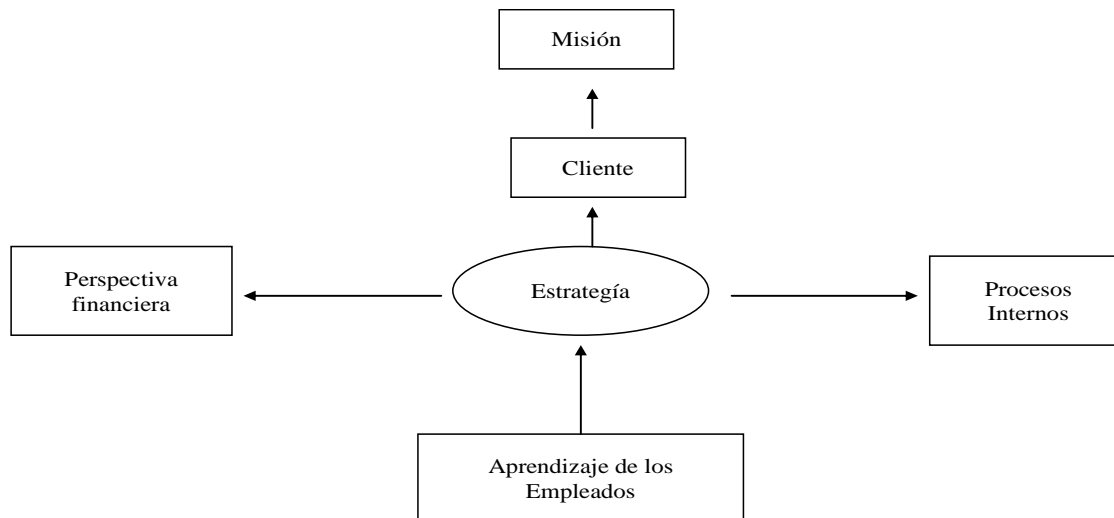 Misión
Cliente
Perspectiva
financiera
Estrategía
Procesos
Internos
Aprendizaje de los
Empleados